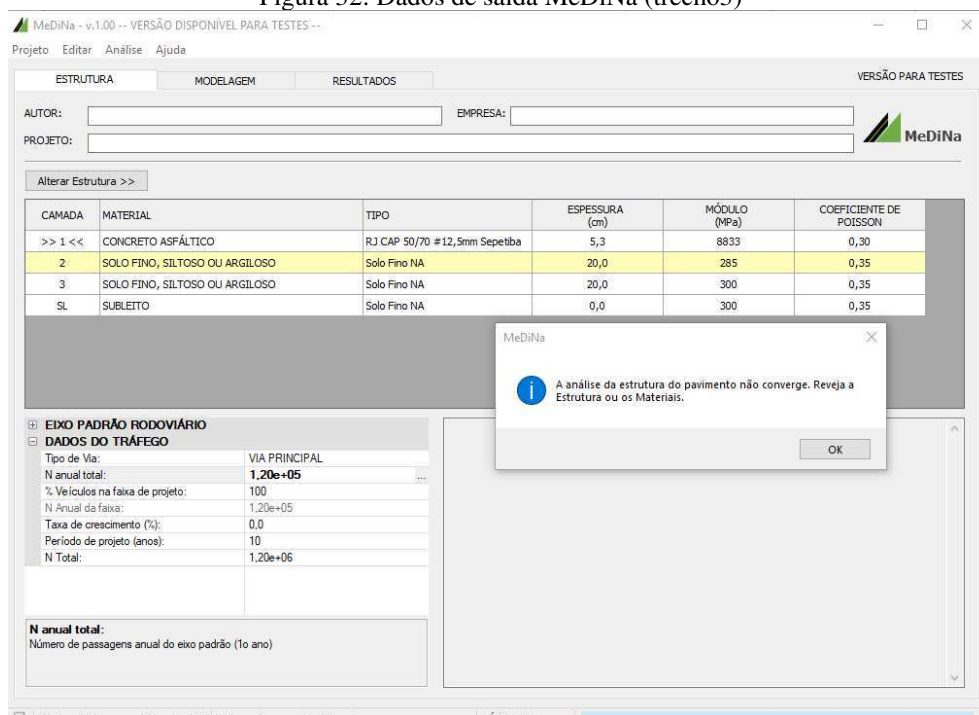 Figura 32: Dados de saída MeDiNa (trecho3)
MeDiNa - v.1.00 -- VERSÃO DISPONÍVEL PARA TESTES --
Projeto Editar Análise Ajuda
ESTRUTURA MODELAGEM RESULTADOS VERSÃO PARA TESTES
AUTOR: EMPRESA:
PROJETO:
MeDiNa
Alterar Estrutura >>
CAMADA MATERIAL TIPO ESPESSURA (cm) MÓDULO (MPa) COEFICIENTE DE POISSON
>> 1 << CONCRETO ASFÁLTICO RJ CAP 50/70 #12,5mm Sepetiba 5,3 8833 0,30
2 SOLO FINO, SILTOSO OU ARGILOSO Solo Fino NA 20,0 285 0,35
3 SOLO FINO, SILTOSO OU ARGILOSO Solo Fino NA 20,0 300 0,35
SL SUBLEITO Solo Fino NA 0,0 300 0,35
MeDiNa
A análise da estrutura do pavimento não converge. Reveja a
Estrutura ou os Materiais.
OK
EIXO PADRÃO RODOVIÁRIO
DADOS DO TRÁFEGO
Tipo de Via: VIA PRINCIPAL
N anual total: 1,20e+05 ...
% Veículos na faixa de projeto: 100
N Anual da faixa: 1,20e+05
Taxa de crescimento (%): 0,0
Período de projeto (anos): 10
N Total: 1,20e+06
N anual total:
Número de passagens anual do eixo padrão (1o ano)